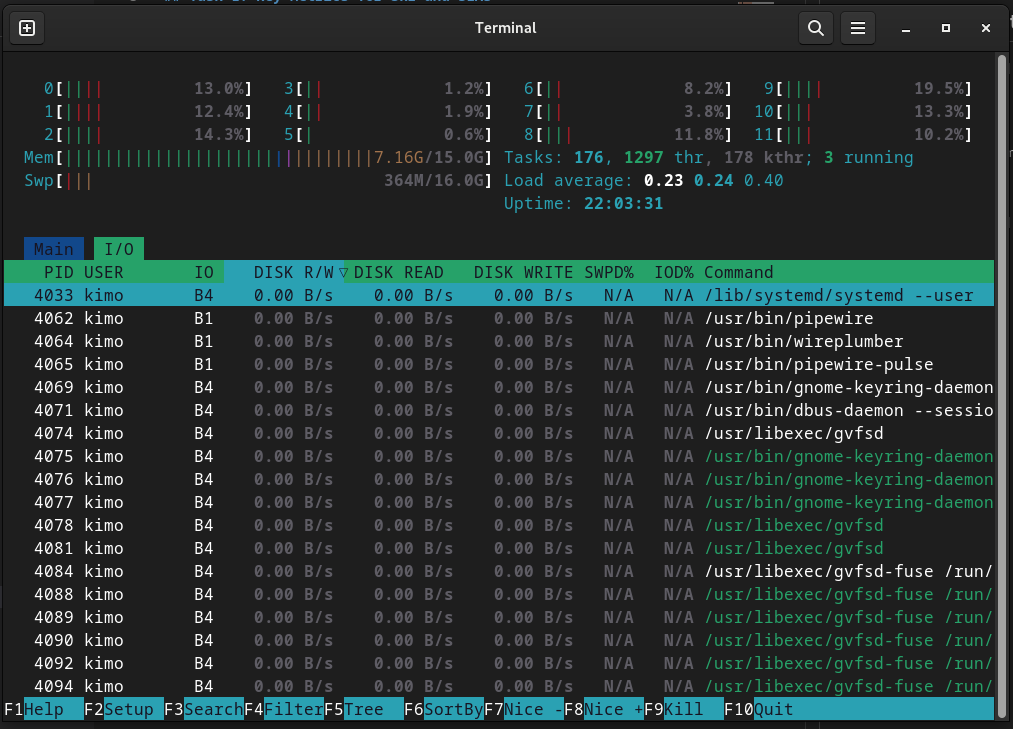 Terminal
0[|||| 13.0%] 3[|| 1.2%] 6[|| 8.2%] 9[|||| 19.5%]
1[|||| 12.4%] 4[|| 1.9%] 7[|| 3.8%] 10[||| 13.3%]
2[|||| 14.3%] 5[| 0.6%] 8[||| 11.8%] 11[||| 10.2%]
Mem[|||||||||||||||||||||||||||||||7.16G/15.0G] Tasks: 176, 1297 thr, 178 kthr; 3 running
Swp[||| 364M/16.0G] Load average: 0.23 0.24 0.40
Uptime: 22:03:31
Main I/O
PID USER IO DISK R/W▽DISK READ DISK WRITE SWPD% IOD% Command
4033 kimo B4 0.00 B/s 0.00 B/s 0.00 B/s N/A N/A /lib/systemd/systemd --user
4062 kimo B1 0.00 B/s 0.00 B/s 0.00 B/s N/A N/A /usr/bin/pipewire
4064 kimo B1 0.00 B/s 0.00 B/s 0.00 B/s N/A N/A /usr/bin/wireplumber
4065 kimo B1 0.00 B/s 0.00 B/s 0.00 B/s N/A N/A /usr/bin/pipewire-pulse
4069 kimo B4 0.00 B/s 0.00 B/s 0.00 B/s N/A N/A /usr/bin/gnome-keyring-daemon
4071 kimo B4 0.00 B/s 0.00 B/s 0.00 B/s N/A N/A /usr/bin/dbus-daemon --sessio
4074 kimo B4 0.00 B/s 0.00 B/s 0.00 B/s N/A N/A /usr/libexec/gvfsd
4075 kimo B4 0.00 B/s 0.00 B/s 0.00 B/s N/A N/A /usr/bin/gnome-keyring-daemon
4076 kimo B4 0.00 B/s 0.00 B/s 0.00 B/s N/A N/A /usr/bin/gnome-keyring-daemon
4077 kimo B4 0.00 B/s 0.00 B/s 0.00 B/s N/A N/A /usr/bin/gnome-keyring-daemon
4078 kimo B4 0.00 B/s 0.00 B/s 0.00 B/s N/A N/A /usr/libexec/gvfsd
4081 kimo B4 0.00 B/s 0.00 B/s 0.00 B/s N/A N/A /usr/libexec/gvfsd
4084 kimo B4 0.00 B/s 0.00 B/s 0.00 B/s N/A N/A /usr/libexec/gvfsd-fuse /run/
4088 kimo B4 0.00 B/s 0.00 B/s 0.00 B/s N/A N/A /usr/libexec/gvfsd-fuse /run/
4089 kimo B4 0.00 B/s 0.00 B/s 0.00 B/s N/A N/A /usr/libexec/gvfsd-fuse /run/
4090 kimo B4 0.00 B/s 0.00 B/s 0.00 B/s N/A N/A /usr/libexec/gvfsd-fuse /run/
4092 kimo B4 0.00 B/s 0.00 B/s 0.00 B/s N/A N/A /usr/libexec/gvfsd-fuse /run/
4094 kimo B4 0.00 B/s 0.00 B/s 0.00 B/s N/A N/A /usr/libexec/gvfsd-fuse /run/
F1Help F2Setup F3SearchF4FilterF5Tree F6SortByF7Nice -F8Nice +F9Kill F10Quit